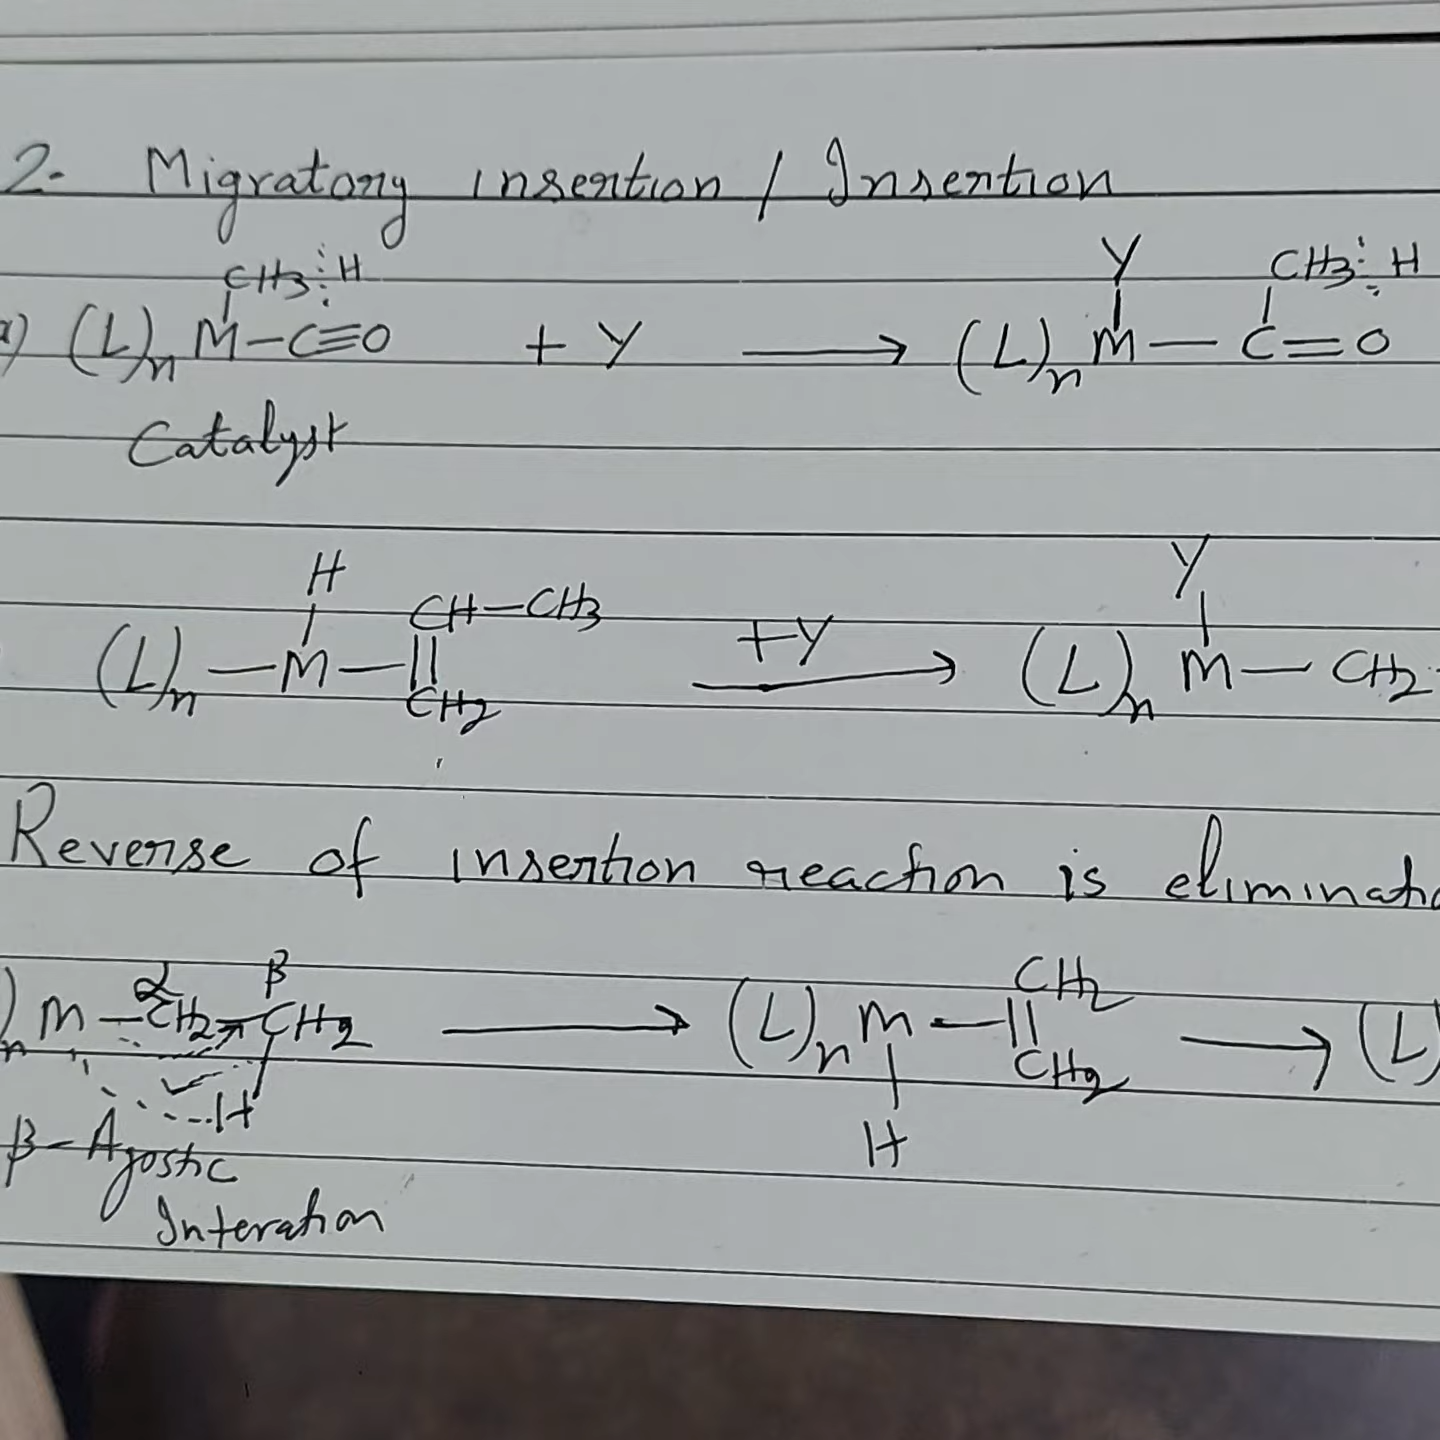 2. Migratory insertion / Insertion
CH3 ⋮ H Y CH3 ⋮ H
a) (L)n M–C≡O + Y ⟶ (L)n M–C=O
Catalyst
H Y
CH–CH3
(L)n –M–|| +Y ⟶ (L)n M–CH2
CH2
Reverse of insertion reaction is
α β CH2
)n M–CH2–CH2 ⟶ (L)n M–|| ⟶ (L)
CH2
H H
β-Agostic
Interation